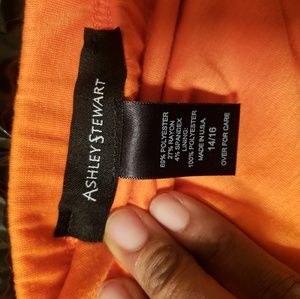 ASHLEY STEWART
69% POLYESTER
27% RAYON
4% SPANDEX
LINING:
100% POLYESTER
MADE IN U.S.A.
14/16
OVER FOR CARE